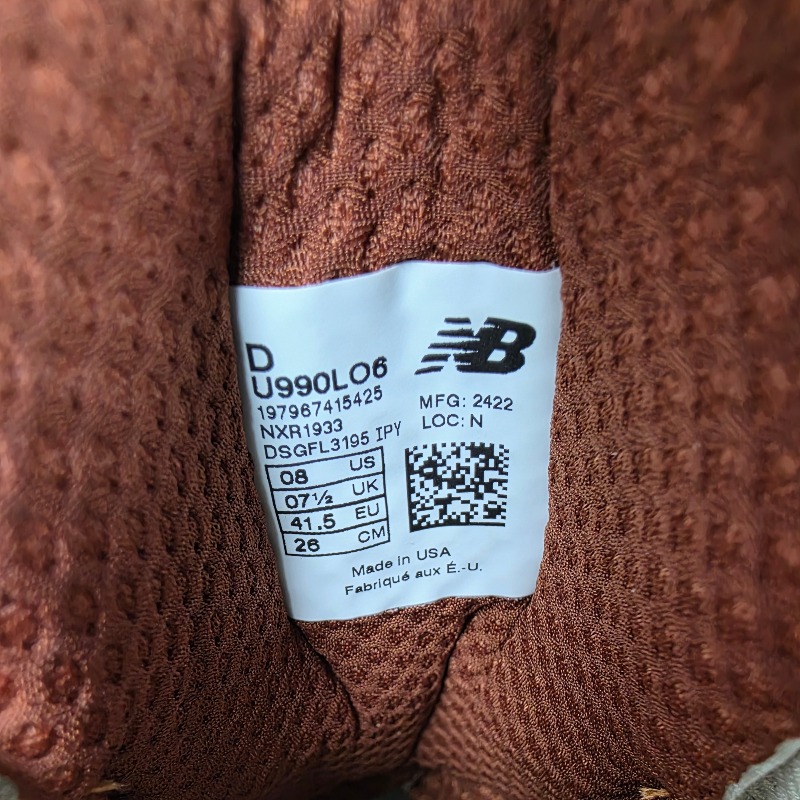 D
U990LO6
197967415425
NXR1933
DSGFL3195 IPY
08 US
07½ UK
41.5 EU
26 CM
NB
MFG: 2422
LOC: N
Made in USA
Fabriqué aux É.-U.